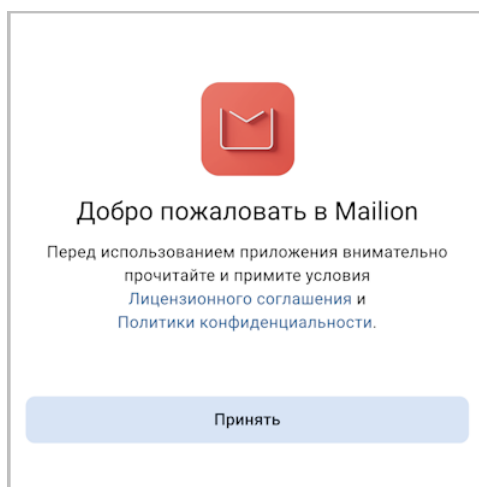 Добро пожаловать в Mailion
Перед использованием приложения внимательно
прочитайте и примите условия
Лицензионного соглашения и
Политики конфиденциальности.
Принять